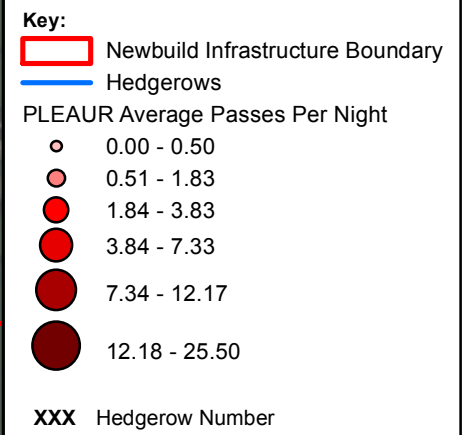 Key:
Newbuild Infrastructure Boundary
Hedgerows
PLEAUR Average Passes Per Night
0.00 - 0.50
0.51 - 1.83
1.84 - 3.83
3.84 - 7.33
7.34 - 12.17
12.18 - 25.50
XXX Hedgerow Number